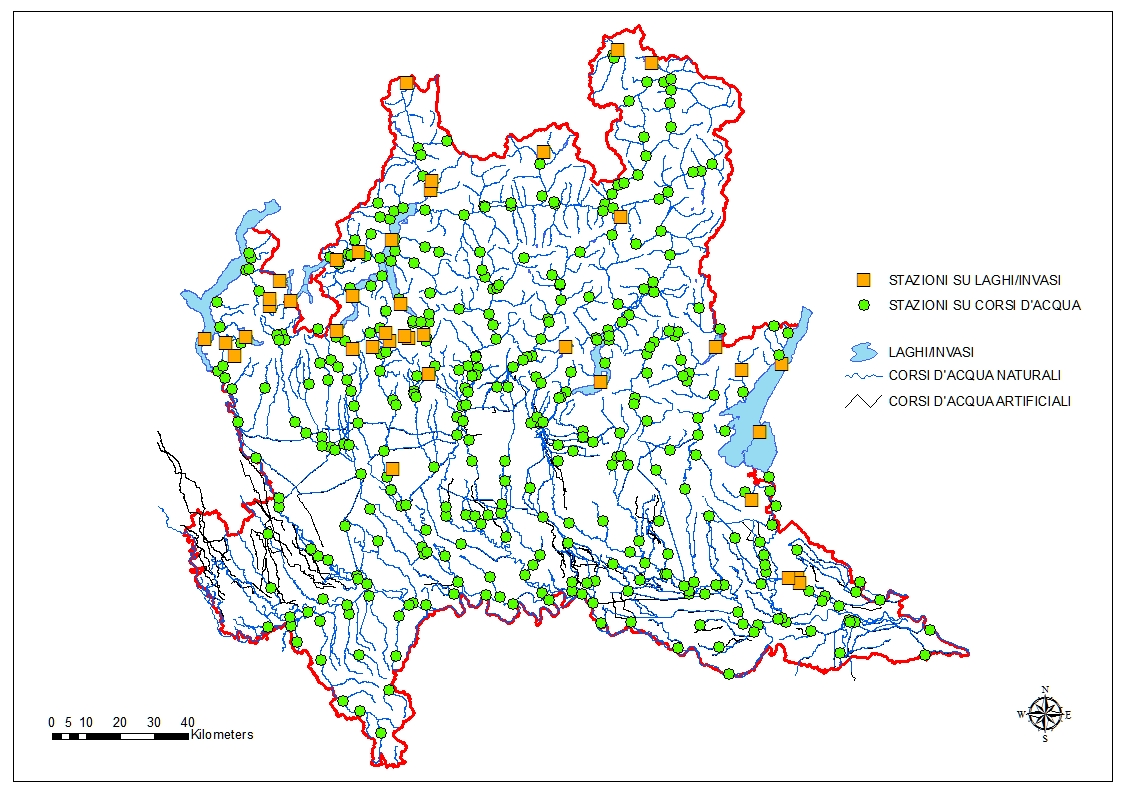 STAZIONI SU LAGHI/INVASI
STAZIONI SU CORSI D'ACQUA
LAGHI/INVASI
CORSI D'ACQUA NATURALI
CORSI D'ACQUA ARTIFICIALI
N
W E
S
0 5 10 20 30 40
Kilometers